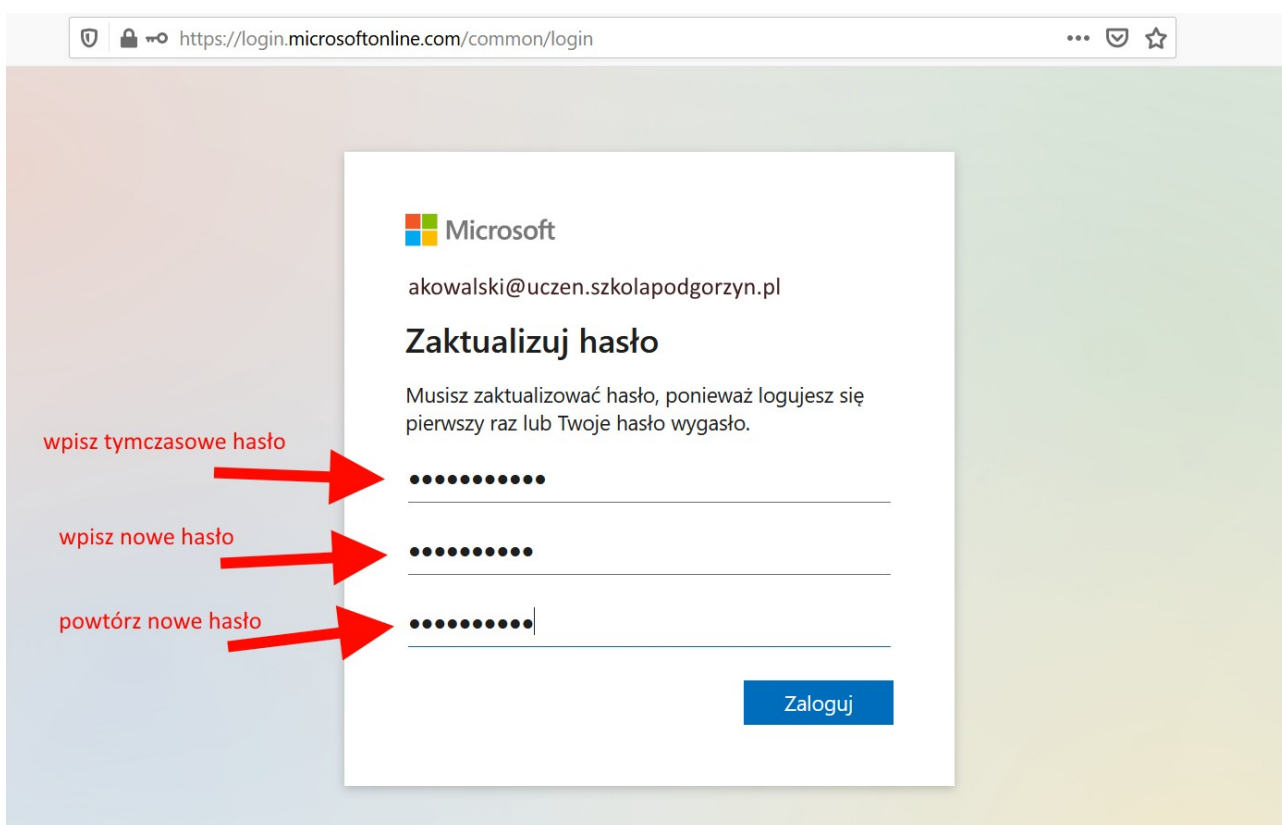 https://login.microsoftonline.com/common/login
Microsoft
akowalski@uczen.szkolapodgorzyn.pl
Zaktualizuj hasło
Musisz zaktualizować hasło, ponieważ logujesz się
pierwszy raz lub Twoje hasło wygasło.
wpisz tymczasowe hasło
wpisz nowe hasło
powtórz nowe hasło
Zaloguj